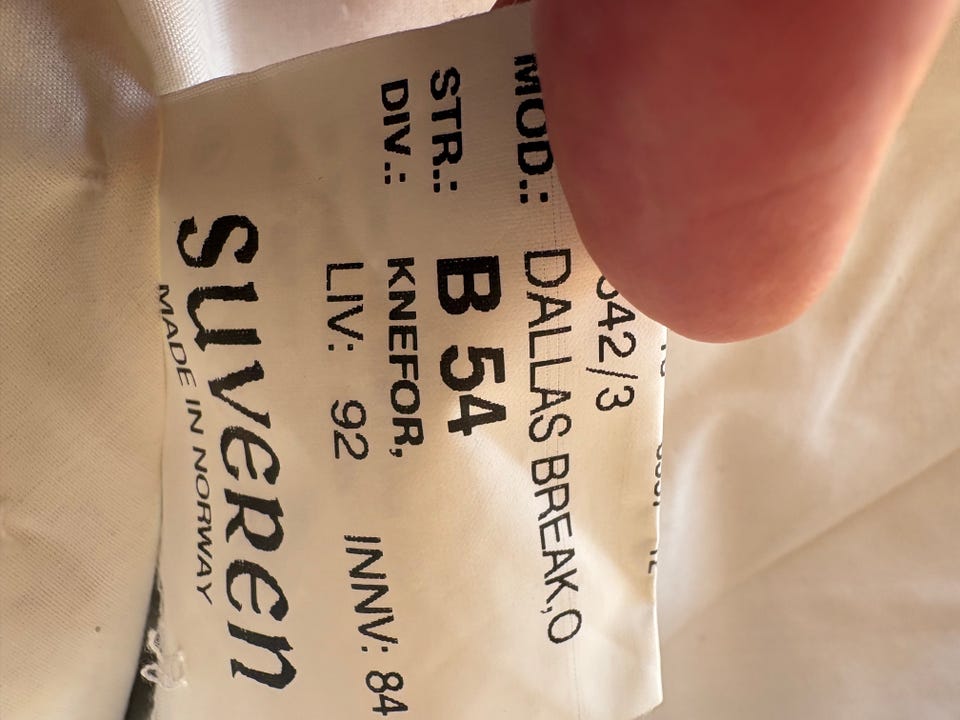 342/3
MOD.: DALLAS BREAK,O
STR.: B 54
DIV.: KNEFOR,
LIV: 92 INNV: 84
suveren
MADE IN NORWAY